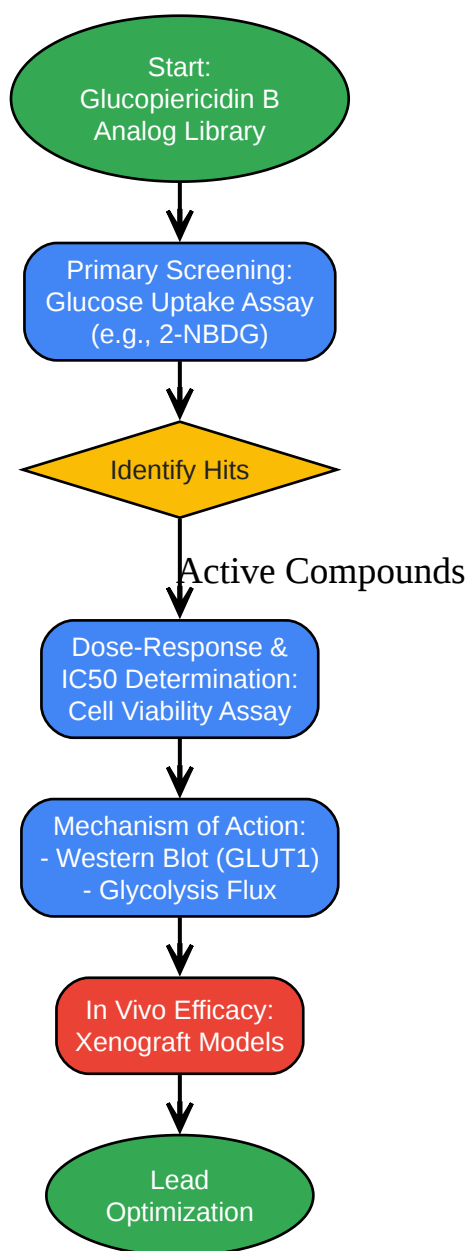 Start:
Glucopiericidin B
Analog Library
Primary Screening:
Glucose Uptake Assay
(e.g., 2-NBDG)
Identify Hits
Active Compounds
Dose-Response &
IC50 Determination:
Cell Viability Assay
Mechanism of Action:
- Western Blot (GLUT1)
- Glycolysis Flux
In Vivo Efficacy:
Xenograft Models
Lead
Optimization